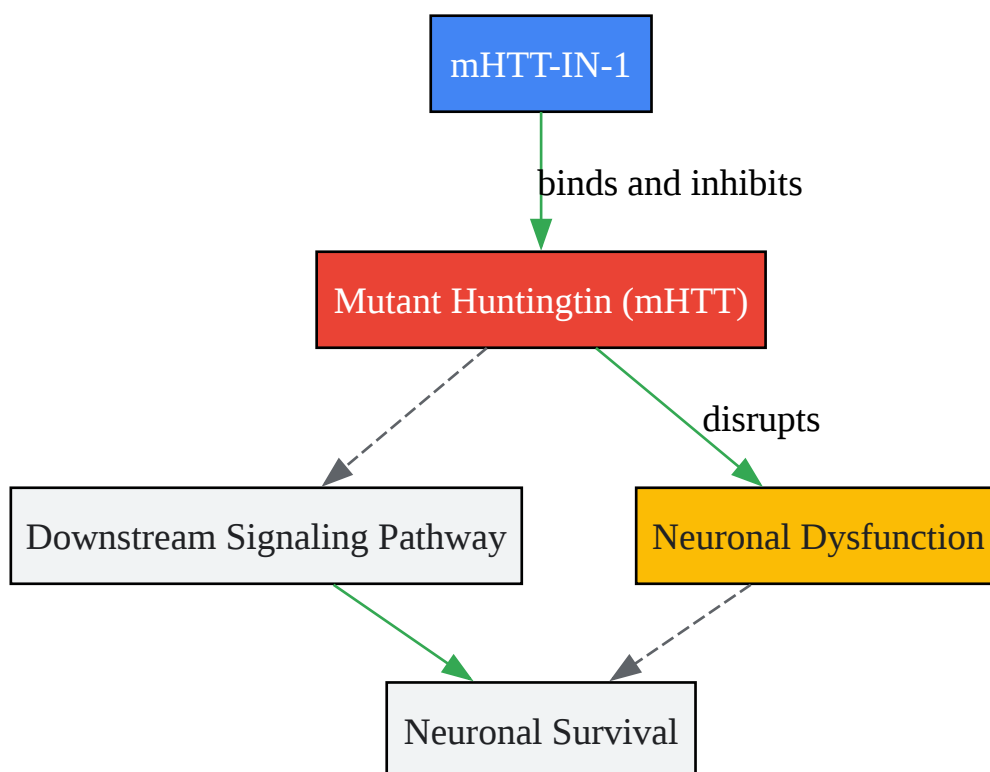 mHTT-IN-1
binds and inhibits
Mutant Huntingtin (mHTT)
disrupts
Downstream Signaling Pathway
Neuronal Dysfunction
Neuronal Survival